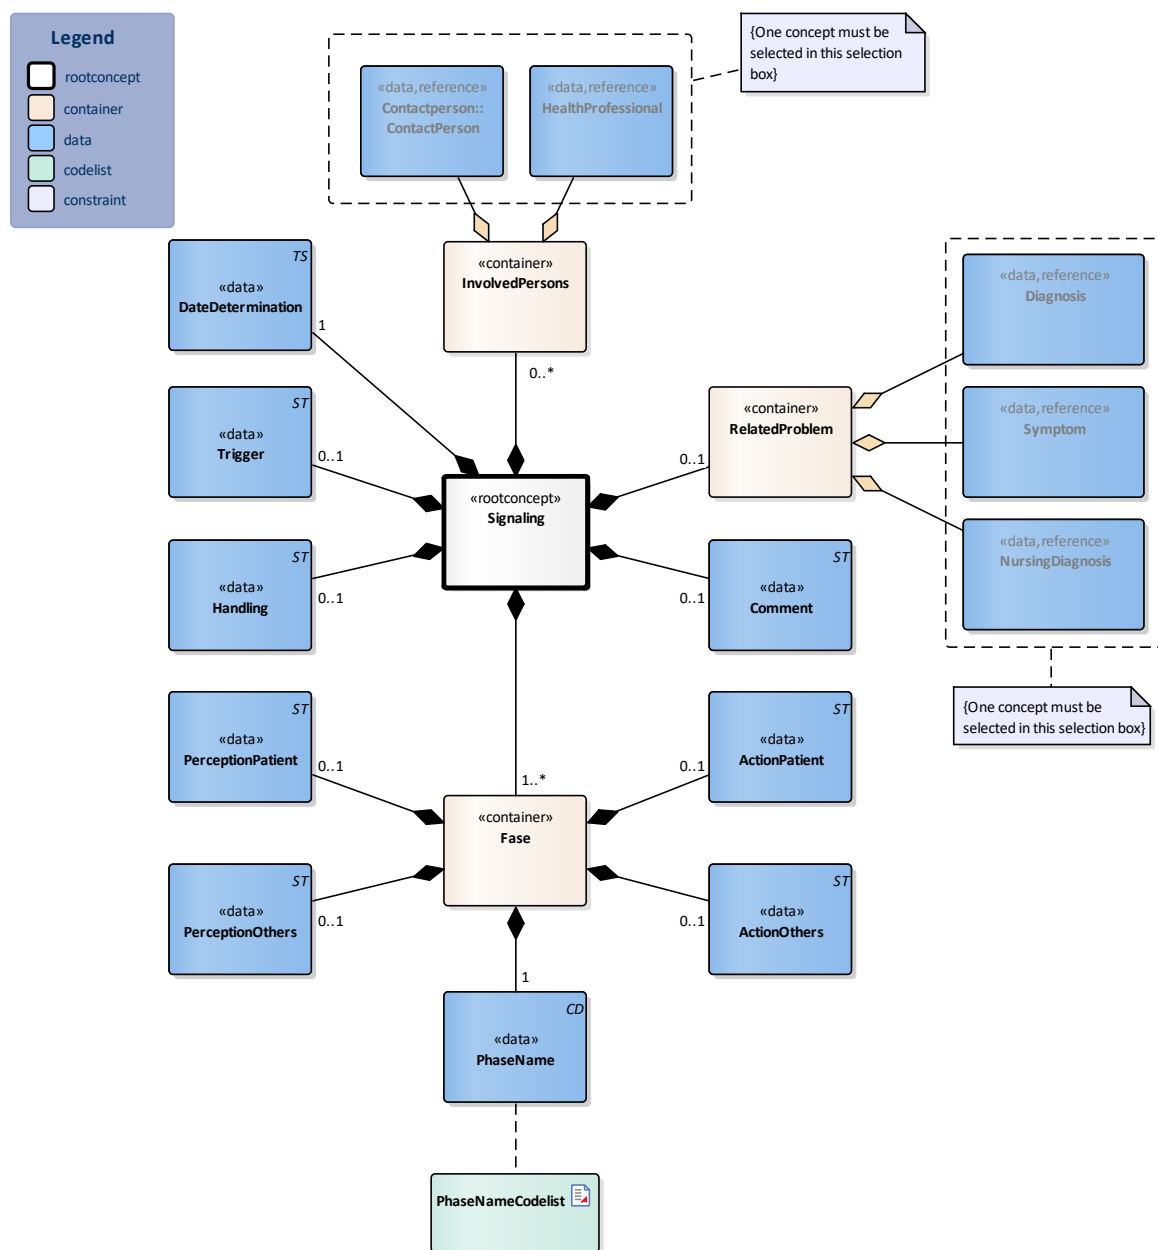 Legend
rootconcept
container
data
codelist
constraint
{One concept must be
selected in this selection
box}
«data,reference»
Contactperson::
ContactPerson
«data,reference»
HealthProfessional
TS
«data»
DateDetermination
1
«container»
InvolvedPersons
0..*
«data,reference»
Diagnosis
ST
«data»
Trigger
0..1
«container»
RelatedProblem
0..1
«data,reference»
Symptom
«rootconcept»
Signaling
ST
«data»
Handling
0..1
ST
«data»
Comment
0..1
«data,reference»
NursingDiagnosis
{One concept must be
selected in this selection box}
ST
«data»
PerceptionPatient
0..1
ST
«data»
ActionPatient
0..1
1..*
«container»
Fase
ST
«data»
PerceptionOthers
0..1
ST
«data»
ActionOthers
0..1
1
CD
«data»
PhaseName
PhaseNameCodelist